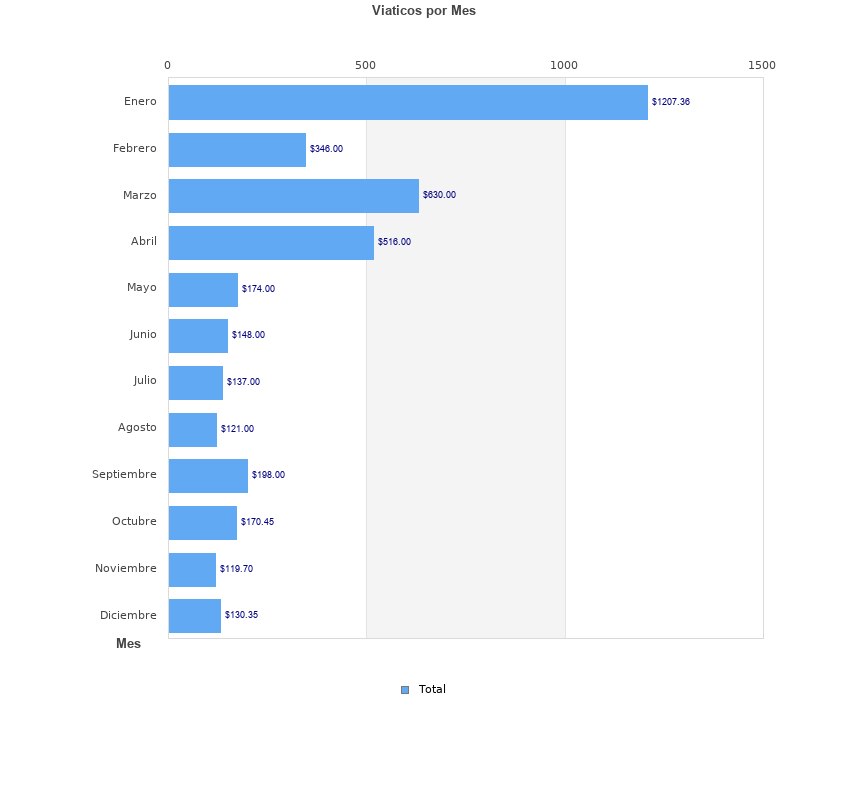 Viaticos por Mes
0 500 1000 1500
Enero $1207.36
Febrero $346.00
Marzo $630.00
Abril $516.00
Mayo $174.00
Junio $148.00
Julio $137.00
Agosto $121.00
Septiembre $198.00
Octubre $170.45
Noviembre $119.70
Diciembre $130.35
Mes
Total